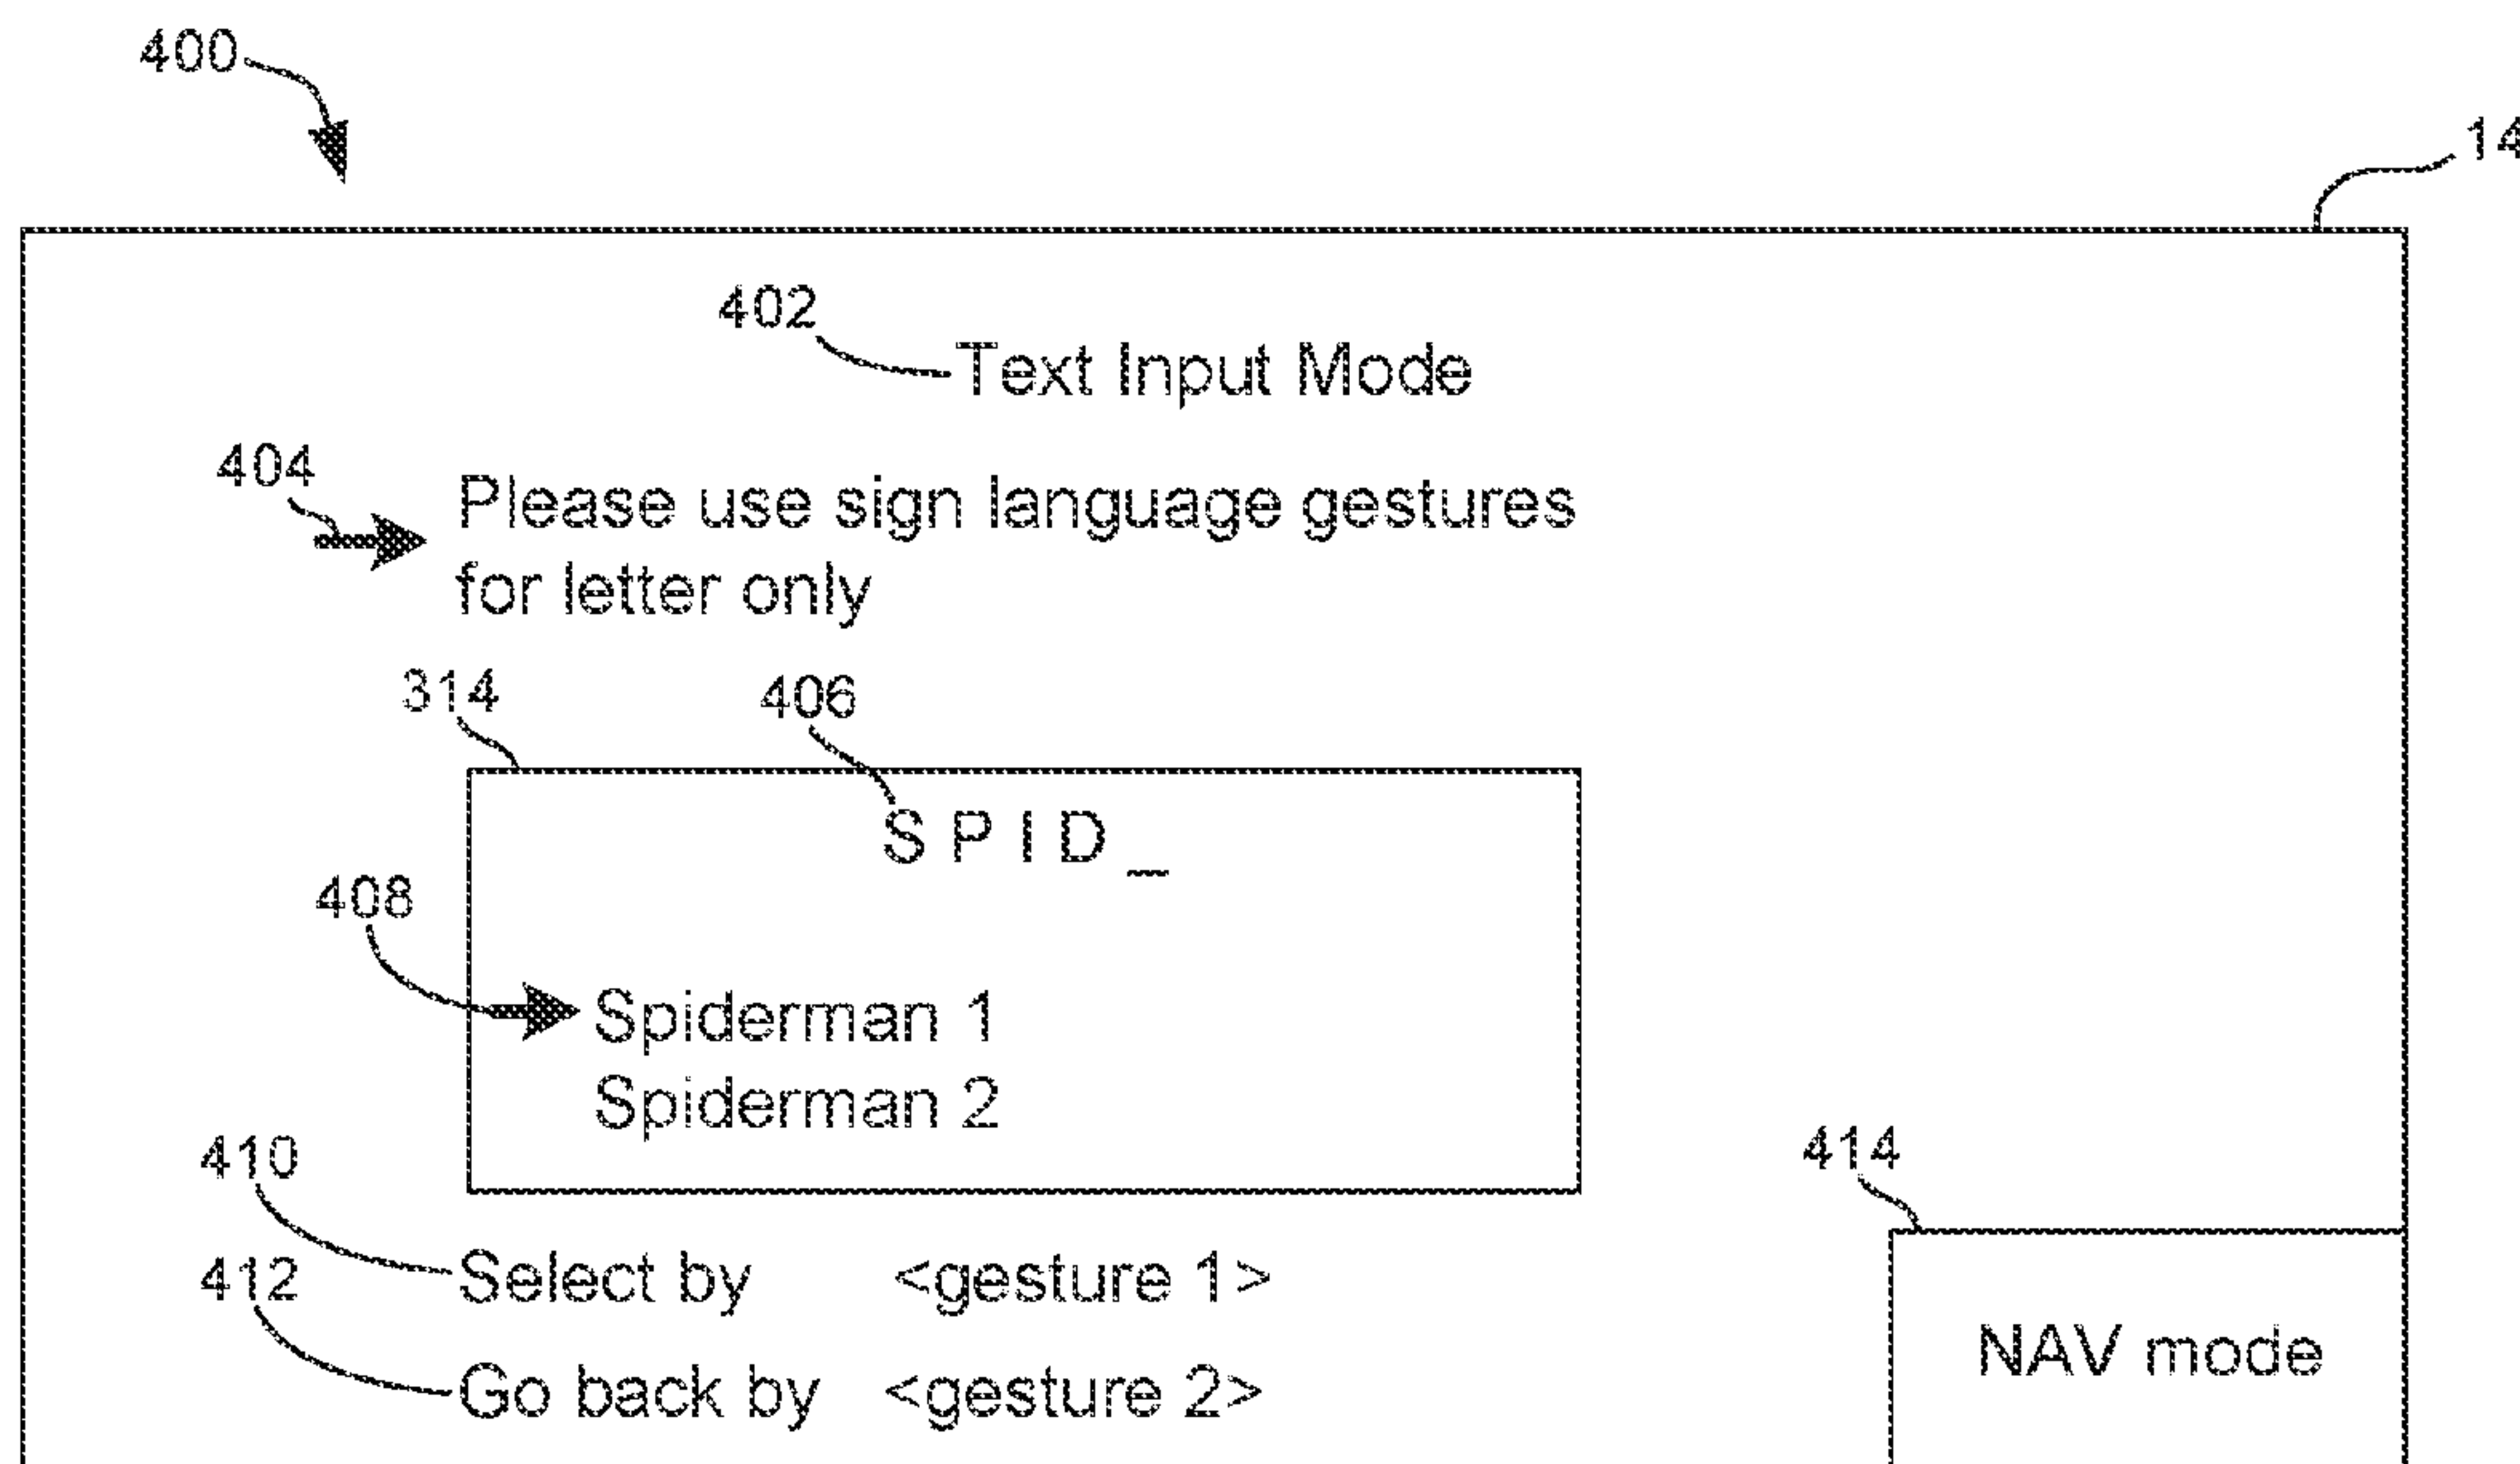 400
14
402
Text Input Mode
404
Please use sign language gestures
for letter only
314
406
S P I D _
408
Spiderman 1
Spiderman 2
410
414
412
Select by <gesture 1>
NAV mode
Go back by <gesture 2>